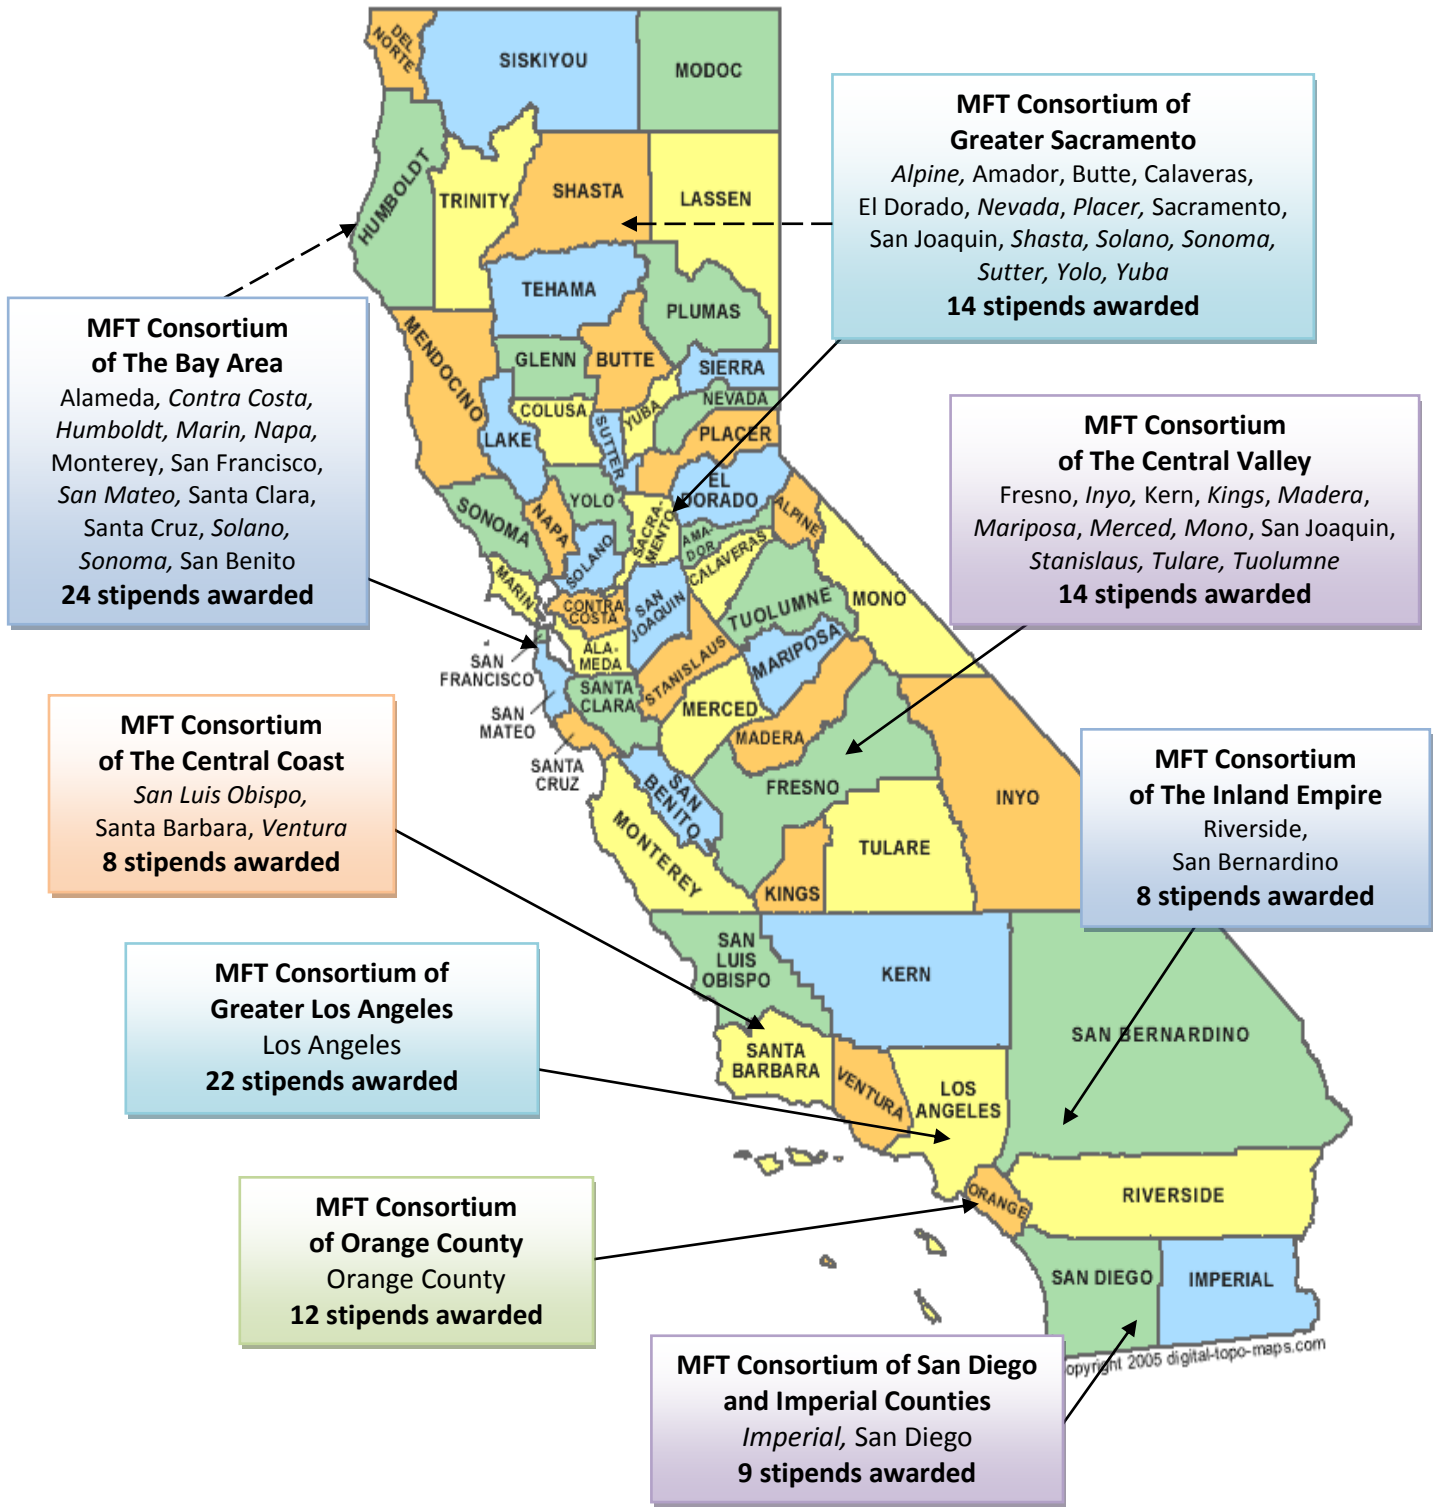 DEL
NORTE
SISKIYOU
MODOC
HUMBOLDT
TRINITY
SHASTA
LASSEN
MFT Consortium of
Greater Sacramento
Alpine, Amador, Butte, Calaveras,
El Dorado, Nevada, Placer, Sacramento,
San Joaquin, Shasta, Solano, Sonoma,
Sutter, Yolo, Yuba
14 stipends awarded
TEHAMA
PLUMAS
MFT Consortium
of The Bay Area
Alameda, Contra Costa,
Humboldt, Marin, Napa,
Monterey, San Francisco,
San Mateo, Santa Clara,
Santa Cruz, Solano,
Sonoma, San Benito
24 stipends awarded
MENDOCINO
GLENN
BUTTE
SIERRA
NEVADA
COLUSA
YUBA
SUTTER
LAKE
PLACER
MFT Consortium
of The Central Valley
Fresno, Inyo, Kern, Kings, Madera,
Mariposa, Merced, Mono, San Joaquin,
Stanislaus, Tulare, Tuolumne
14 stipends awarded
EL
DORADO
YOLO
SONOMA
NAPA
SACRA-
MENTO
ALPINE
AMA-
DOR
SOLANO
CALAVERAS
MARIN
CONTRA
COSTA
SAN
JOAQUIN
TUOLUMNE
MONO
ALA-
MEDA
SAN
FRANCISCO
STANISLAUS
MARIPOSA
SANTA
CLARA
MERCED
SAN
MATEO
MADERA
SANTA
CRUZ
SAN
BENITO
FRESNO
INYO
MFT Consortium
of The Central Coast
San Luis Obispo,
Santa Barbara, Ventura
8 stipends awarded
MFT Consortium
of The Inland Empire
Riverside,
San Bernardino
8 stipends awarded
MONTEREY
TULARE
KINGS
SAN
LUIS
OBISPO
KERN
MFT Consortium of
Greater Los Angeles
Los Angeles
22 stipends awarded
SAN BERNARDINO
SANTA
BARBARA
VENTURA
LOS
ANGELES
MFT Consortium
of Orange County
Orange County
12 stipends awarded
ORANGE
RIVERSIDE
SAN DIEGO
IMPERIAL
MFT Consortium of San Diego
and Imperial Counties
Imperial, San Diego
9 stipends awarded
opyright 2005 digital-topo-maps.com